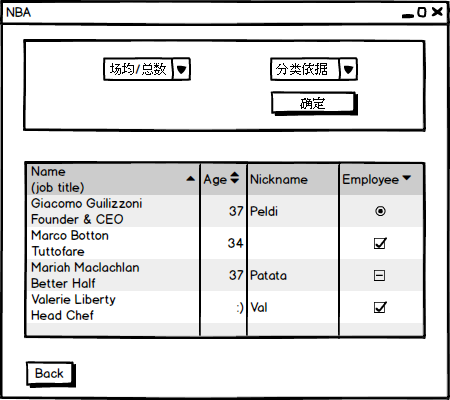 NBA
场均/总数
分类依据
确定
Name
(job title)
Age
Nickname
Employee
Giacomo Guilizzoni
Founder & CEO
37
Peldi
Marco Botton
Tuttofare
34
Mariah Maclachlan
Better Half
37
Patata
Valerie Liberty
Head Chef
:)
Val
Back